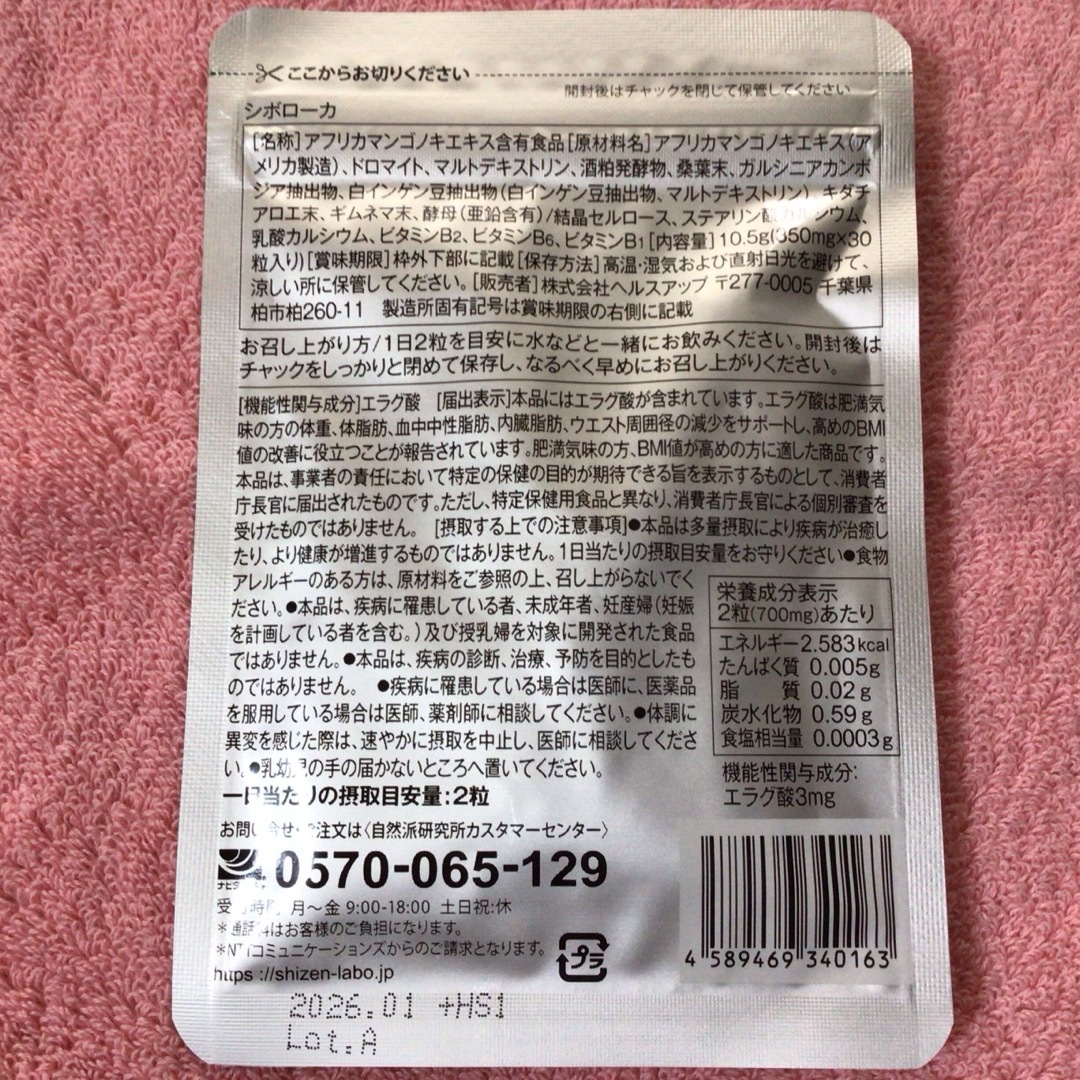 ここからお切りください
開封後はチャックを閉じて保管してください
シボローカ
[名称]アフリカマンゴノキエキス含有食品[原材料名]アフリカマンゴノキエキス(ア
メリカ製造)、ドロマイト、マルトデキストリン、酒粕発酵物、桑葉末、ガルシニアカンボ
ジア抽出物、白インゲン豆抽出物(白インゲン豆抽出物、マルトデキストリン)、キダチ
アロエ末、ギムネマ末、酵母(亜鉛含有)/結晶セルロース、ステアリン酸カルシウム、
乳酸カルシウム、ビタミンB2、ビタミンB6、ビタミンB1[内容量]10.5g(350mg×30
粒入り)[賞味期限]枠外下部に記載[保存方法]高温・湿気および直射日光を避けて、
涼しい所に保管してください。[販売者]株式会社ヘルスアップ 〒277-0005 千葉県
柏市柏260-11 製造所固有記号は賞味期限の右側に記載
お召し上がり方/1日2粒を目安に水などと一緒にお飲みください。開封後は
チャックをしっかりと閉めて保存し、なるべく早めにお召し上がりください。
[機能性関与成分]エラグ酸 [届出表示]本品にはエラグ酸が含まれています。エラグ酸は肥満気
味の方の体重、体脂肪、血中中性脂肪、内臓脂肪、ウエスト周囲径の減少をサポートし、高めのBMI
値の改善に役立つことが報告されています。肥満気味の方、BMI値が高めの方に適した商品です。
本品は、事業者の責任において特定の保健の目的が期待できる旨を表示するものとして、消費者
庁長官に届出されたものです。ただし、特定保健用食品と異なり、消費者庁長官による個別審査を
受けたものではありません。 [摂取する上での注意事項]●本品は多量摂取により疾病が治癒し
たり、より健康が増進するものではありません。1日当たりの摂取目安量をお守りください●食物
アレルギーのある方は、原材料をご参照の上、召し上がらないでく
ださい。●本品は、疾病に罹患している者、未成年者、妊産婦(妊娠
を計画している者を含む。)及び授乳婦を対象に開発された食品
ではありません。●本品は、疾病の診断、治療、予防を目的としたも
のではありません。 ●疾病に罹患している場合は医師に、医薬品
を服用している場合は医師、薬剤師に相談してください。●体調に
異変を感じた際は、速やかに摂取を中止し、医師に相談してくださ
い。●乳幼児の手の届かないところへ置いてください。
一日当たりの摂取目安量:2粒
栄養成分表示
2粒(700mg)あたり
エネルギー2.583kcal
たんぱく質 0.005g
脂 質 0.02g
炭水化物 0.59g
食塩相当量 0.0003g
機能性関与成分:
エラグ酸3mg
お問い合せ・ご注文は〈自然派研究所カスタマーセンター〉
0570-065-129
受付時間 月〜金 9:00-18:00 土日祝:休
*通話料はお客様のご負担になります。
*NTTコミュニケーションズからのご請求となります。
https://shizen-labo.jp
プラ
4 589469 340163
2026.01 +HS1
Lot.A